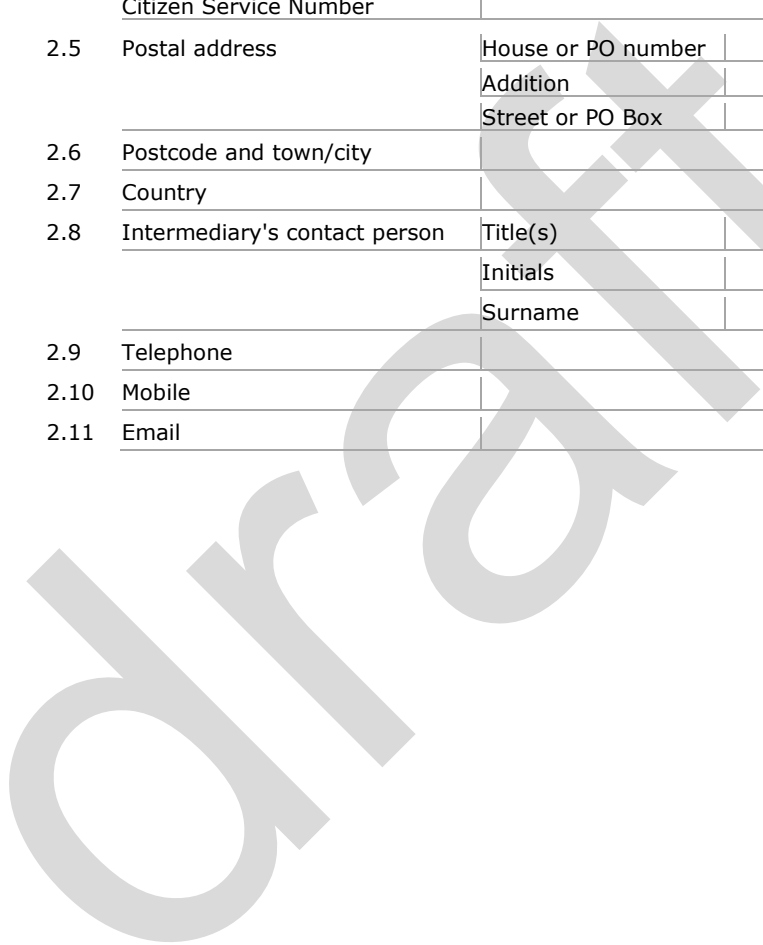 Citizen Service Number
2.5 Postal address House or PO number
Addition
Street or PO Box
2.6 Postcode and town/city
2.7 Country
2.8 Intermediary's contact person Title(s)
Initials
Surname
2.9 Telephone
2.10 Mobile
2.11 Email
draft